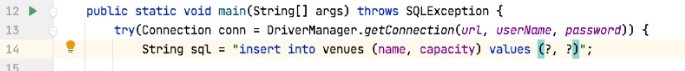 12 public static void main(String[] args) throws SQLException {
13 try(Connection conn = DriverManager.getConnection(url, userName, password)) {
14 String sql = "insert into venues (name, capacity) values (?, ?)";
15